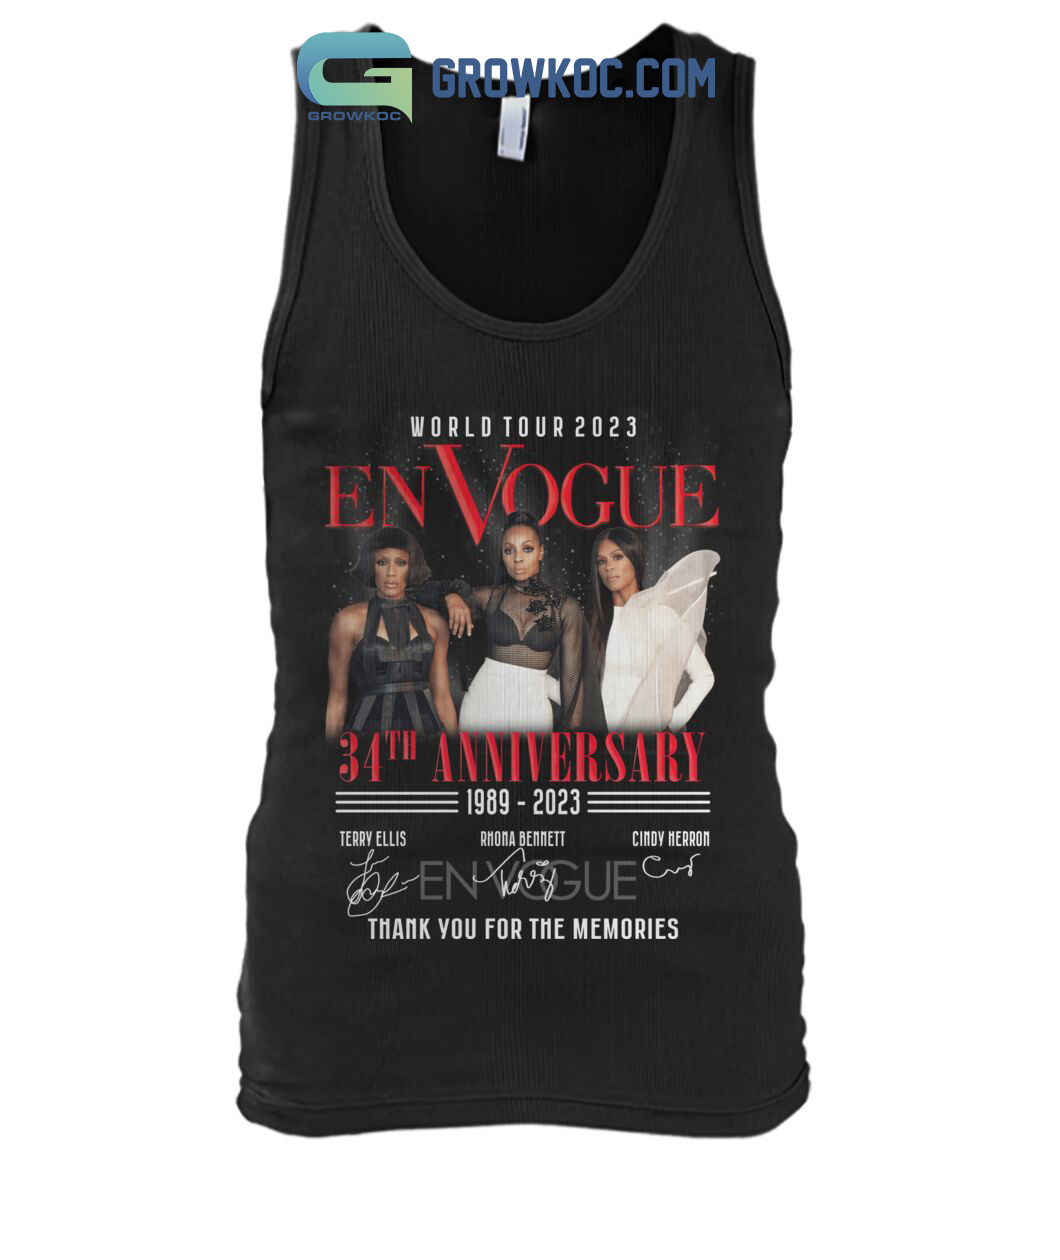 GROWKOC.COM
GROWKOC
WORLD TOUR 2023
EN VOGUE
34TH ANNIVERSARY
1989 - 2023
TERRY ELLIS RHONA BENNETT CINDY HERRON
EN VOGUE
THANK YOU FOR THE MEMORIES